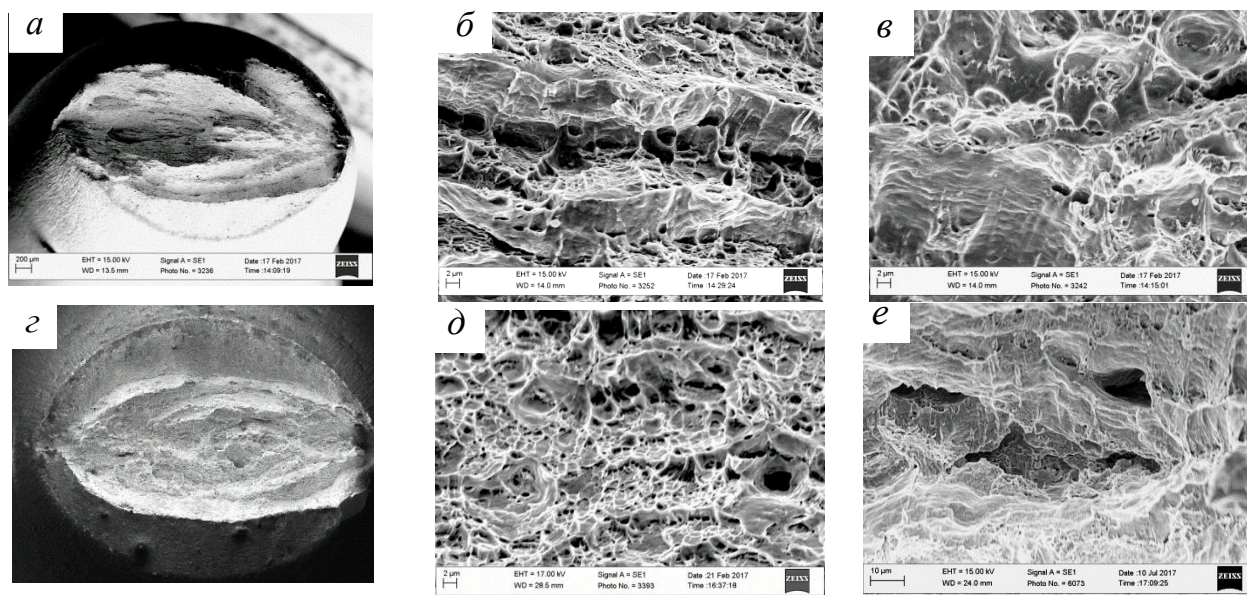 а
200 µm
EHT = 15.00 kV
WD = 13.5 mm
Signal A = SE1
Photo No. = 3236
Date :17 Feb 2017
Time :14:09:19
ZEISS
б
2 µm
EHT = 15.00 kV
WD = 14.0 mm
Signal A = SE1
Photo No. = 3252
Date :17 Feb 2017
Time :14:29:24
ZEISS
в
2 µm
EHT = 15.00 kV
WD = 14.0 mm
Signal A = SE1
Photo No. = 3242
Date :17 Feb 2017
Time :14:15:01
ZEISS
г
д
2 µm
EHT = 17.00 kV
WD = 28.5 mm
Signal A = SE1
Photo No. = 3393
Date :21 Feb 2017
Time :16:37:18
ZEISS
е
10 µm
EHT = 15.00 kV
WD = 24.0 mm
Signal A = SE1
Photo No. = 6073
Date :10 Jul 2017
Time :17:09:25
ZEISS